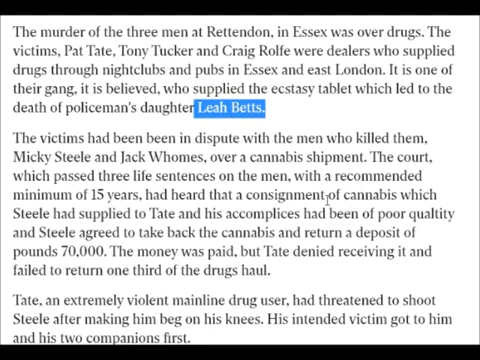 The murder of the three men at Rettendon, in Essex was over drugs. The
victims, Pat Tate, Tony Tucker and Craig Rolfe were dealers who supplied
drugs through nightclubs and pubs in Essex and east London. It is one of
their gang, it is believed, who supplied the ecstasy tablet which led to the
death of policeman's daughter Leah Betts.
The victims had been been in dispute with the men who killed them,
Micky Steele and Jack Whomes, over a cannabis shipment. The court,
which passed three life sentences on the men, with a recommended
minimum of 15 years, had heard that a consignment of cannabis which
Steele had supplied to Tate and his accomplices had been of poor qualtity
and Steele agreed to take back the cannabis and return a deposit of
pounds 70,000. The money was paid, but Tate denied receiving it and
failed to return one third of the drugs haul.
Tate, an extremely violent mainline drug user, had threatened to shoot
Steele after making him beg on his knees. His intended victim got to him
and his two companions first.